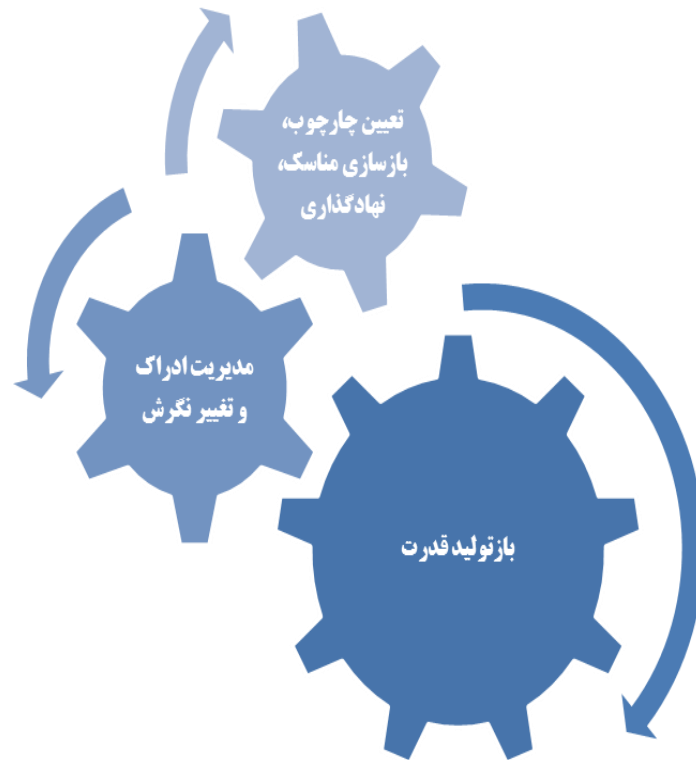 تعیین چارچوب،
بازسازی مناسک،
نهادگذاری
مدیریت ادراک
و تغییر نگرش
بازتولید قدرت